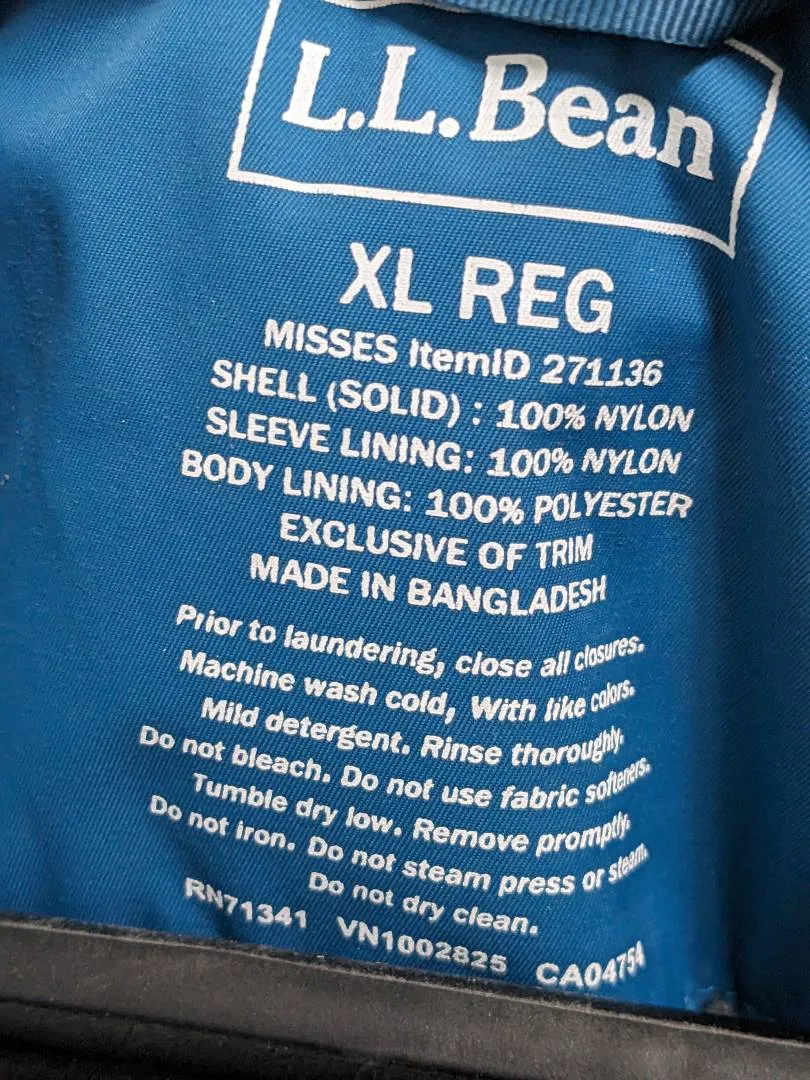 L.L.Bean
XL REG
MISSES ItemID 271136
SHELL (SOLID) : 100% NYLON
SLEEVE LINING: 100% NYLON
BODY LINING: 100% POLYESTER
EXCLUSIVE OF TRIM
MADE IN BANGLADESH
Prior to laundering, close all closures.
Machine wash cold, With like colors.
Mild detergent. Rinse thoroughly.
Do not bleach. Do not use fabric softeners.
Tumble dry low. Remove promptly.
Do not iron. Do not steam press or steam.
Do not dry clean.
RN71341 VN1002825 CA04754